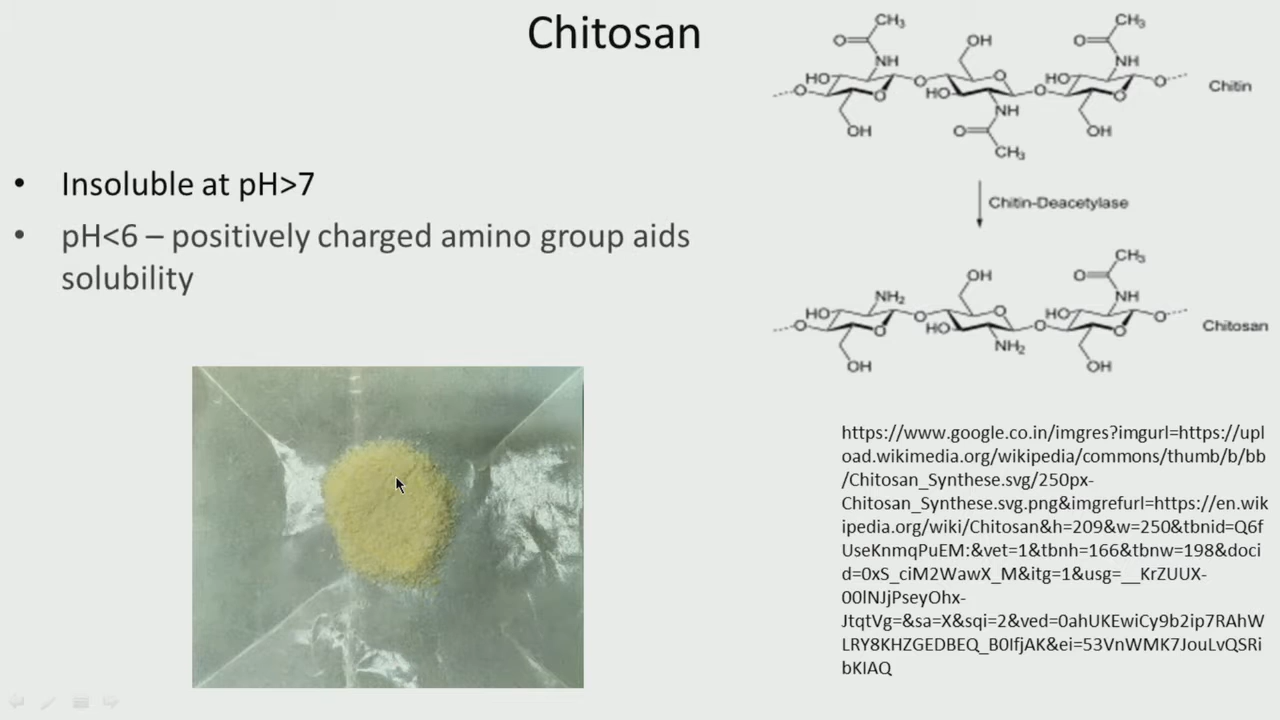 Chitosan
• Insoluble at pH>7
• pH<6 – positively charged amino group aids
solubility
CH3
O
NH
HO
O
O
OH
O
OH
O
HO
NH
O
CH3
CH3
O
NH
HO
O
O
O
OH
Chitin
Chitin-Deacetylase
NH2
HO
O
O
OH
O
OH
O
HO
NH2
CH3
O
NH
HO
O
O
O
OH
Chitosan
https://www.google.co.in/imgres?imgurl=https://upl
oad.wikimedia.org/wikipedia/commons/thumb/b/bb
/Chitosan_Synthese.svg/250px-
Chitosan_Synthese.svg.png&imgrefurl=https://en.wik
ipedia.org/wiki/Chitosan&h=209&w=250&tbnid=Q6f
UseKnmqPuEM:&vet=1&tbnh=166&tbnw=198&doci
d=0xS_ciM2WawX_M&itg=1&usg=__KrZUUX-
00lNJjPseyOhx-
JtqtVg=&sa=X&sqi=2&ved=0ahUKEwiCy9b2ip7RAhW
LRY8KHZGEDBEQ_B0IfjAK&ei=53VnWMK7JouLvQSRi
bKIAQ